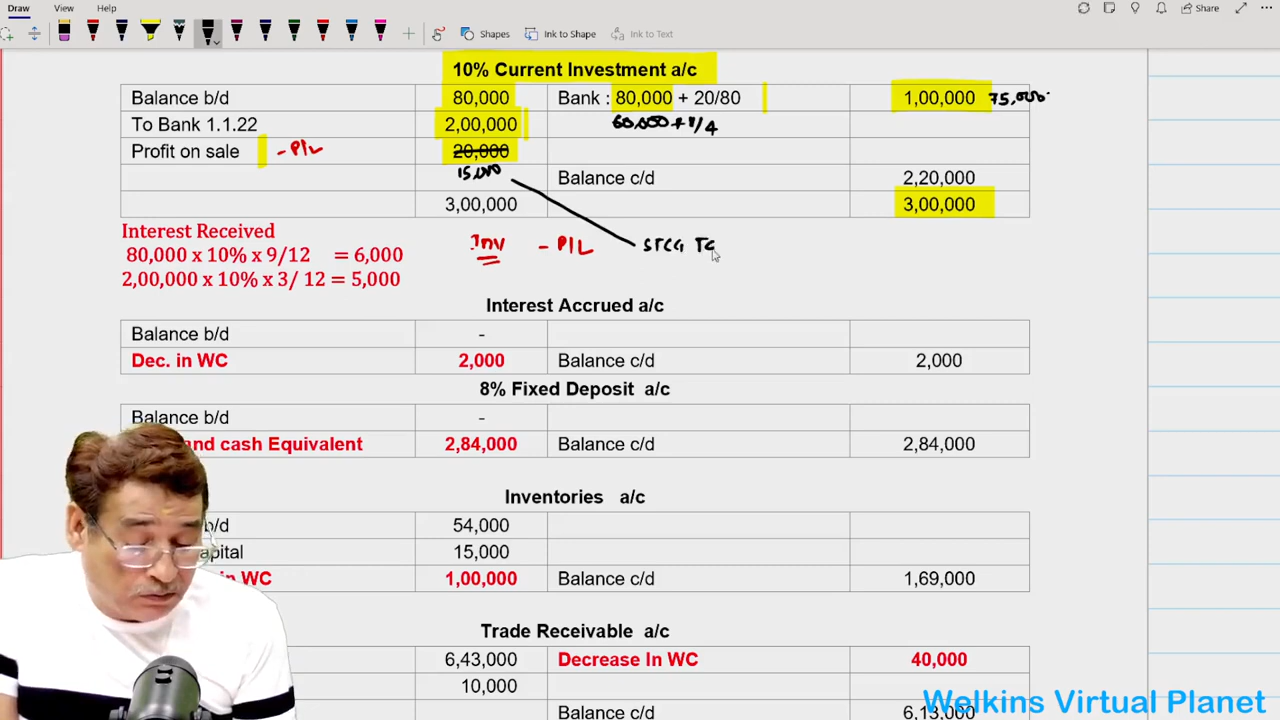 Draw View Help
Shapes Ink to Shape Ink to Text Share
10% Current Investment a/c
Balance b/d 80,000 Bank : 80,000 + 20/80 1,00,000 75,000
To Bank 1.1.22 2,00,000 60,000 + 1/4
Profit on sale - P/L 20,000
15,000 Balance c/d 2,20,000
3,00,000 3,00,000
Interest Received
80,000 x 10% x 9/12 = 6,000 Inv - P/L STCG
2,00,000 x 10% x 3/ 12 = 5,000
Interest Accrued a/c
Balance b/d -
Dec. in WC 2,000 Balance c/d 2,000
8% Fixed Deposit a/c
Balance b/d -
and cash Equivalent 2,84,000 Balance c/d 2,84,000
Inventories a/c
b/d 54,000
apital 15,000
in WC 1,00,000 Balance c/d 1,69,000
Trade Receivable a/c
6,43,000 Decrease In WC 40,000
10,000
Balance c/d 6,13,000
Welkins Virtual Planet